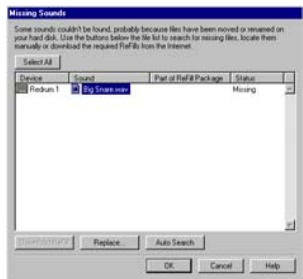 Missing Sounds
Some sounds couldn't be found, probably because files have been moved or renamed on
your hard disk. Use the buttons below the file list to search for missing files, locate them
manually or download the required ReFills from the Internet.
Select All
Device Sound Part of ReFill Package Status
Redrum 1 Big Snare.wav Missing
Download ReFill Replace... Auto Search
OK Cancel Help